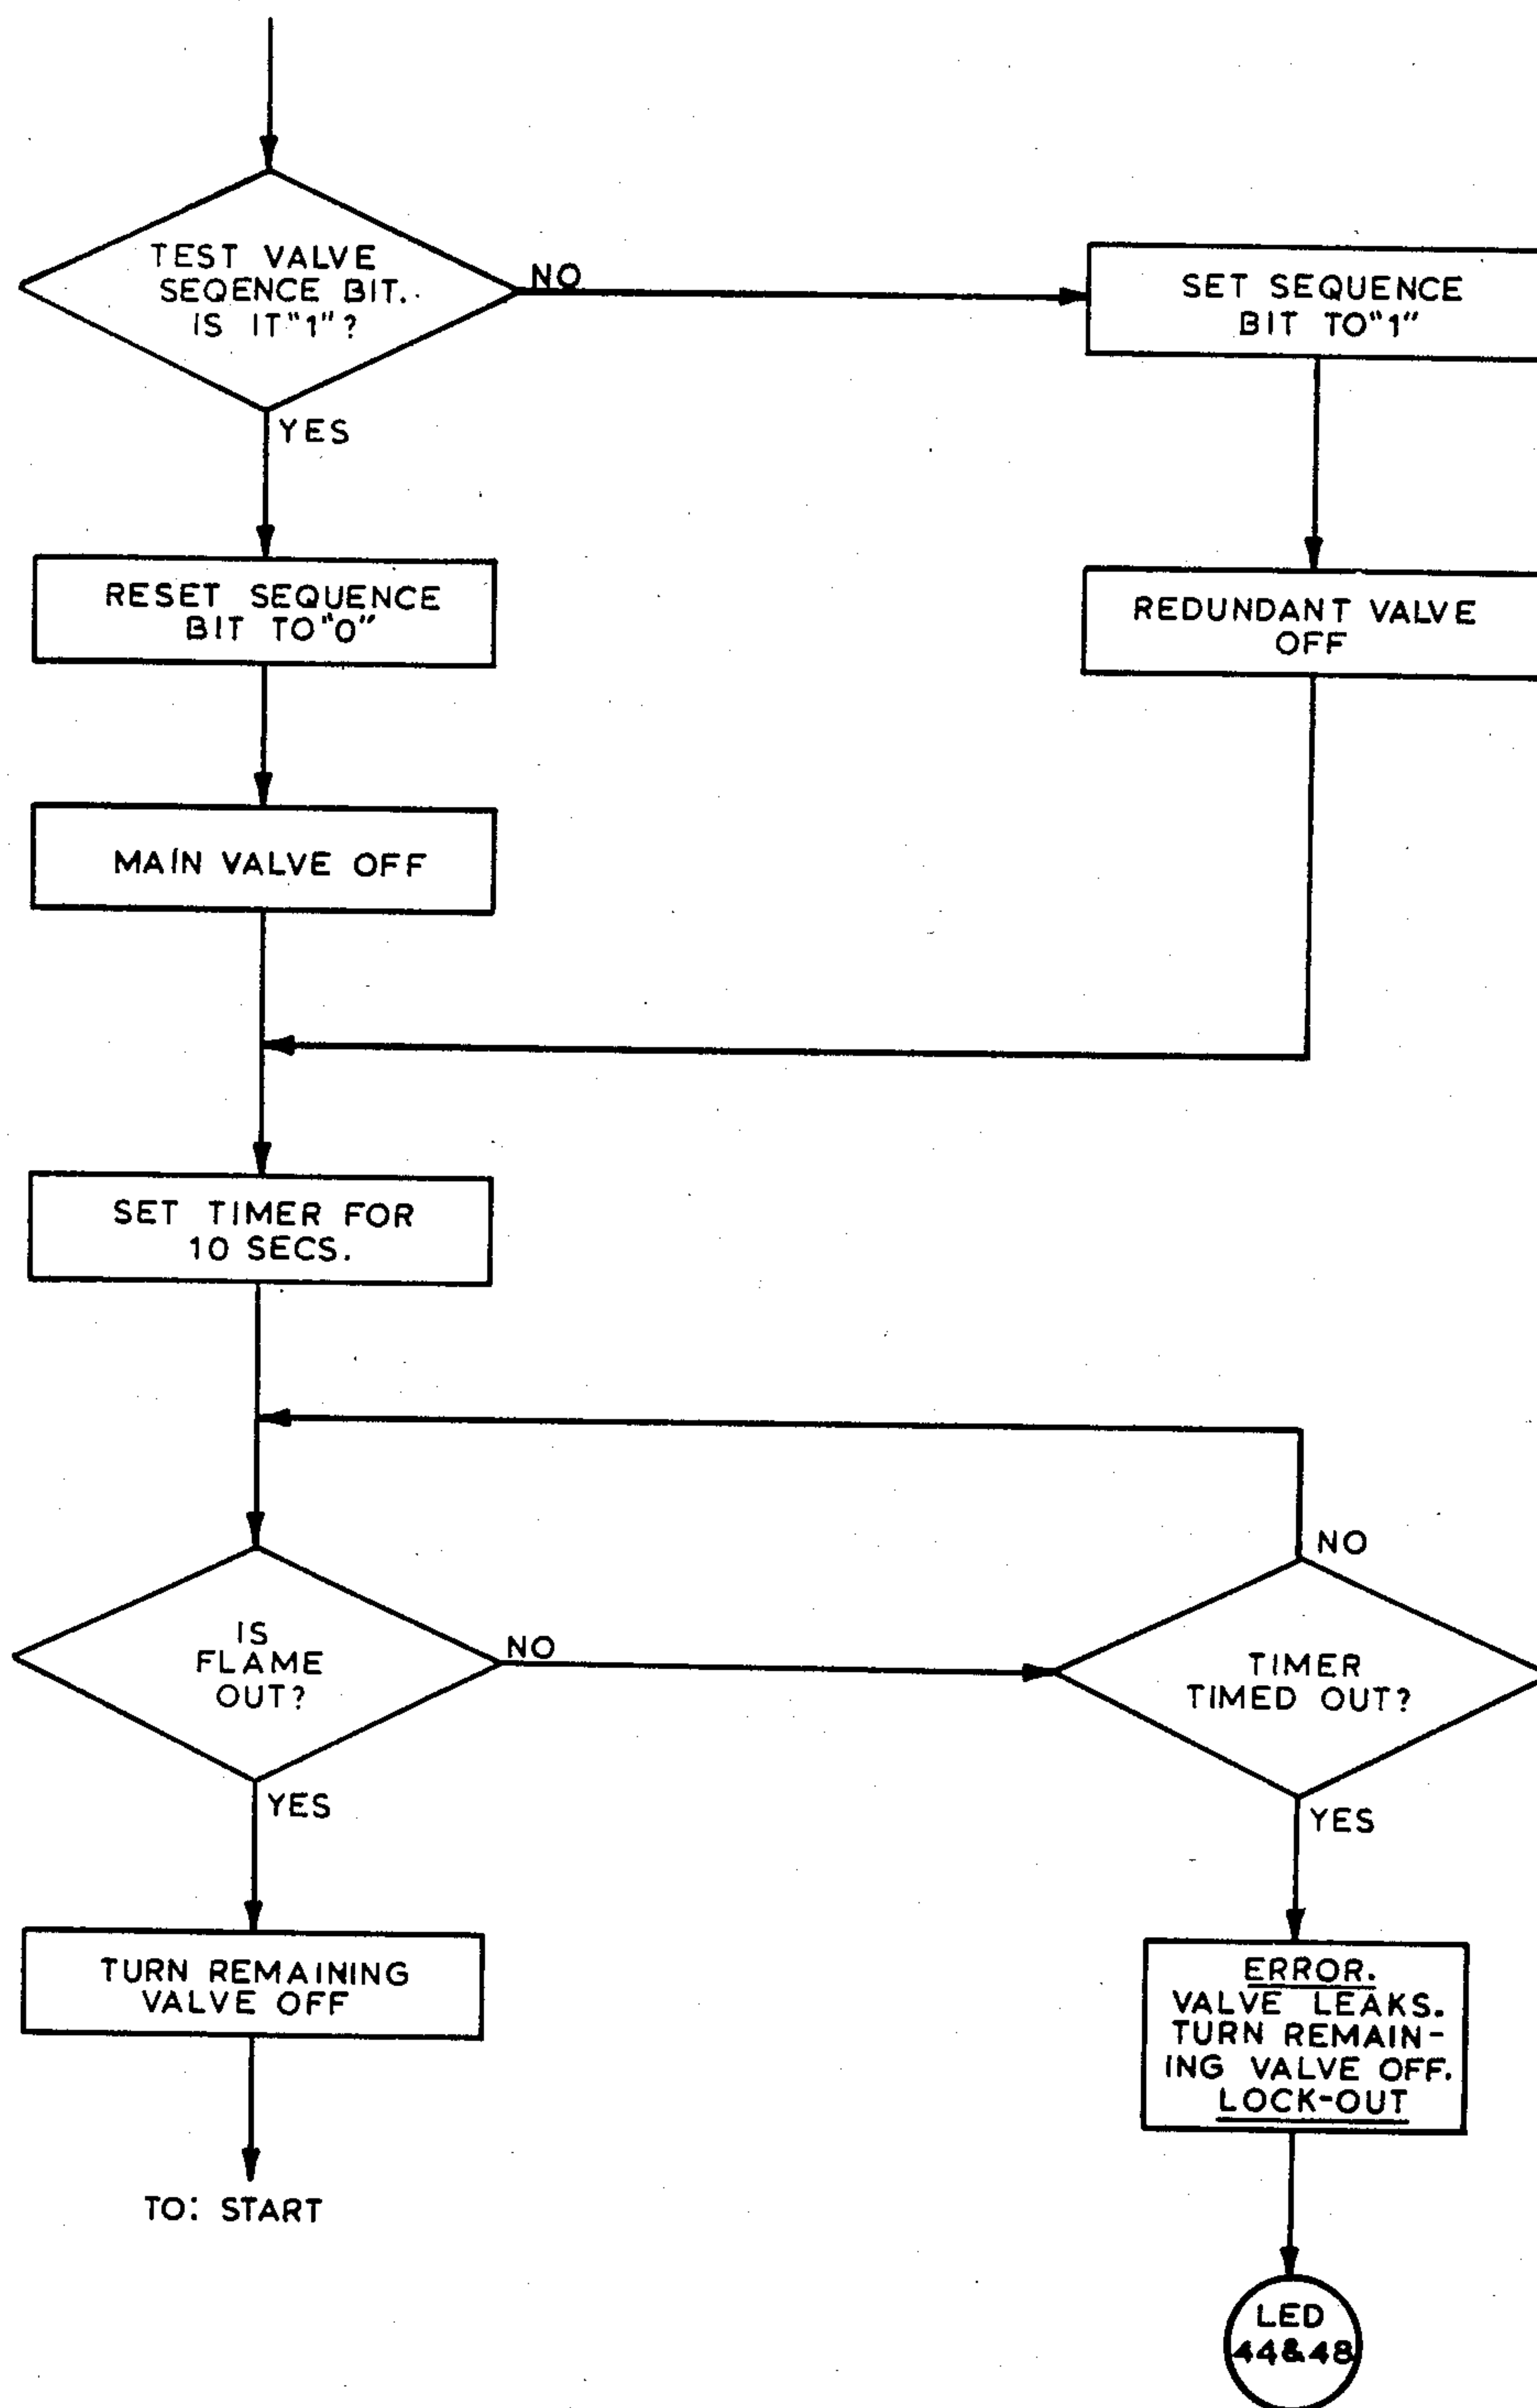 TEST VALVE
SEQENCE BIT.
IS IT "1"?
NO
SET SEQUENCE
BIT TO "1"
YES
RESET SEQUENCE
BIT TO "0"
REDUNDANT VALVE
OFF
MAIN VALVE OFF
SET TIMER FOR
10 SECS.
IS
FLAME
OUT?
NO
NO
TIMER
TIMED OUT?
YES
YES
TURN REMAINING
VALVE OFF
ERROR.
VALVE LEAKS.
TURN REMAIN-
ING VALVE OFF.
LOCK-OUT
TO: START
LED
44&48